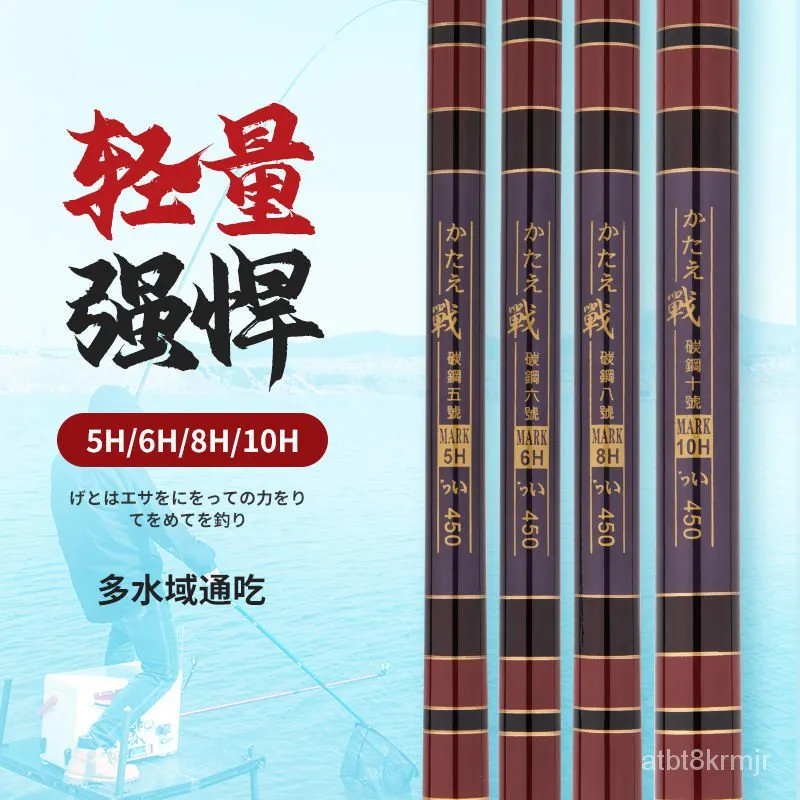 轻量
强悍
5H/6H/8H/10H
げとはエサをにをっての力をり
てをめてを釣り
多水域通吃
かたえ
戰
碳鋼五號
MARK
5H
450
かたえ
戰
碳鋼六號
MARK
6H
450
かたえ
戰
碳鋼八號
MARK
8H
450
かたえ
戰
碳鋼十號
MARK
10H
450
atbt8krmjr